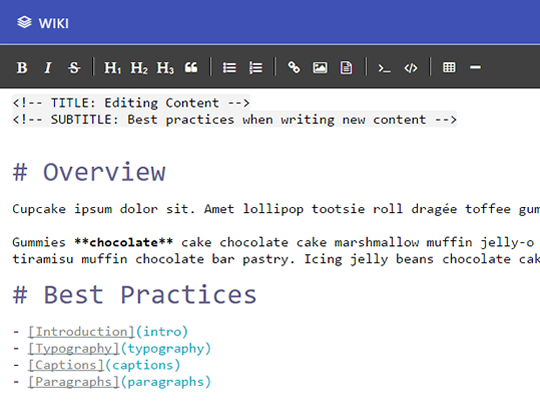 WIKI
B I S H1 H2 H3
<!-- TITLE: Editing Content -->
<!-- SUBTITLE: Best practices when writing new content -->
# Overview
Cupcake ipsum dolor sit. Amet lollipop tootsie roll dragée toffee gum
Gummies **chocolate** cake chocolate cake marshmallow muffin jelly-o
tiramisu muffin chocolate bar pastry. Icing jelly beans chocolate cak
# Best Practices
- [Introduction](intro)
- [Typography](typography)
- [Captions](captions)
- [Paragraphs](paragraphs)